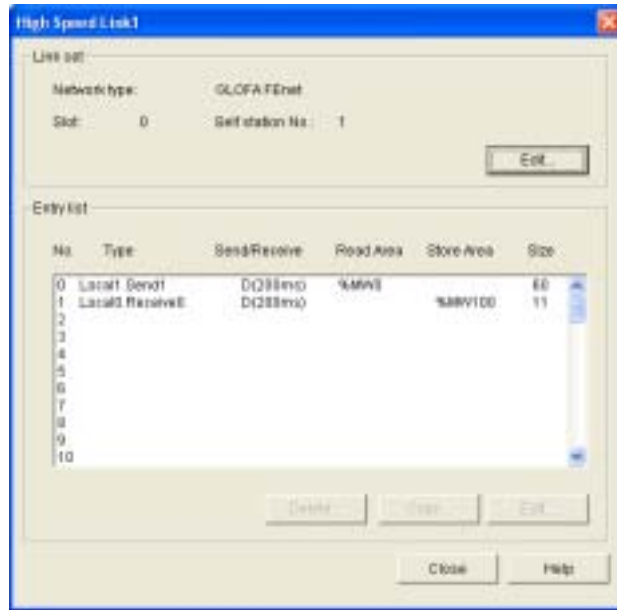 High Speed Link1
Link set
Network type: GLOFA FEnet
Slot: 0 Self station No.: 1
Edit...
Entry list
No. Type Send/Receive Read Area Store Area Size
0 Local1 Send1 D(200ms) %MW0 60
1 Local0 Receive0 D(200ms) %MW100 11
2
3
4
5
6
7
8
9
10
Delete Copy Edit...
Close Help